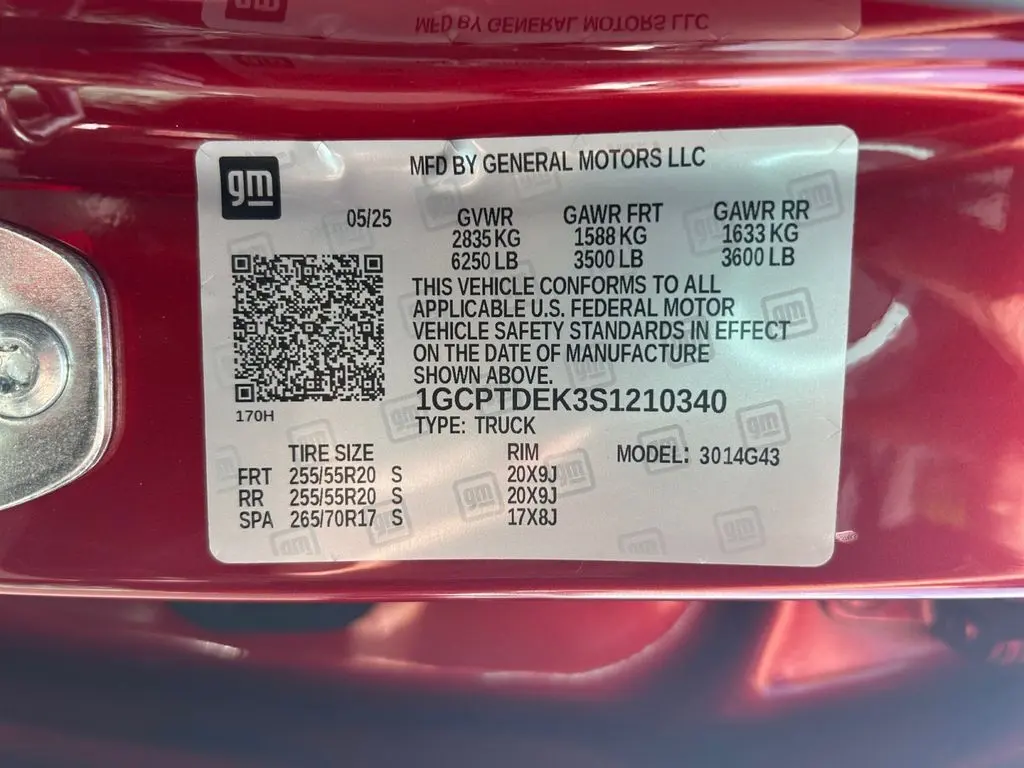 MFD BY GENERAL MOTORS LLC
gm
MFD BY GENERAL MOTORS LLC
05/25
GVWR GAWR FRT GAWR RR
2835 KG 1588 KG 1633 KG
6250 LB 3500 LB 3600 LB
THIS VEHICLE CONFORMS TO ALL
APPLICABLE U.S. FEDERAL MOTOR
VEHICLE SAFETY STANDARDS IN EFFECT
ON THE DATE OF MANUFACTURE
SHOWN ABOVE.
1GCPTDEK3S1210340
170H
TYPE: TRUCK
TIRE SIZE RIM MODEL: 3014G43
FRT 255/55R20 S 20X9J
RR 255/55R20 S 20X9J
SPA 265/70R17 S 17X8J